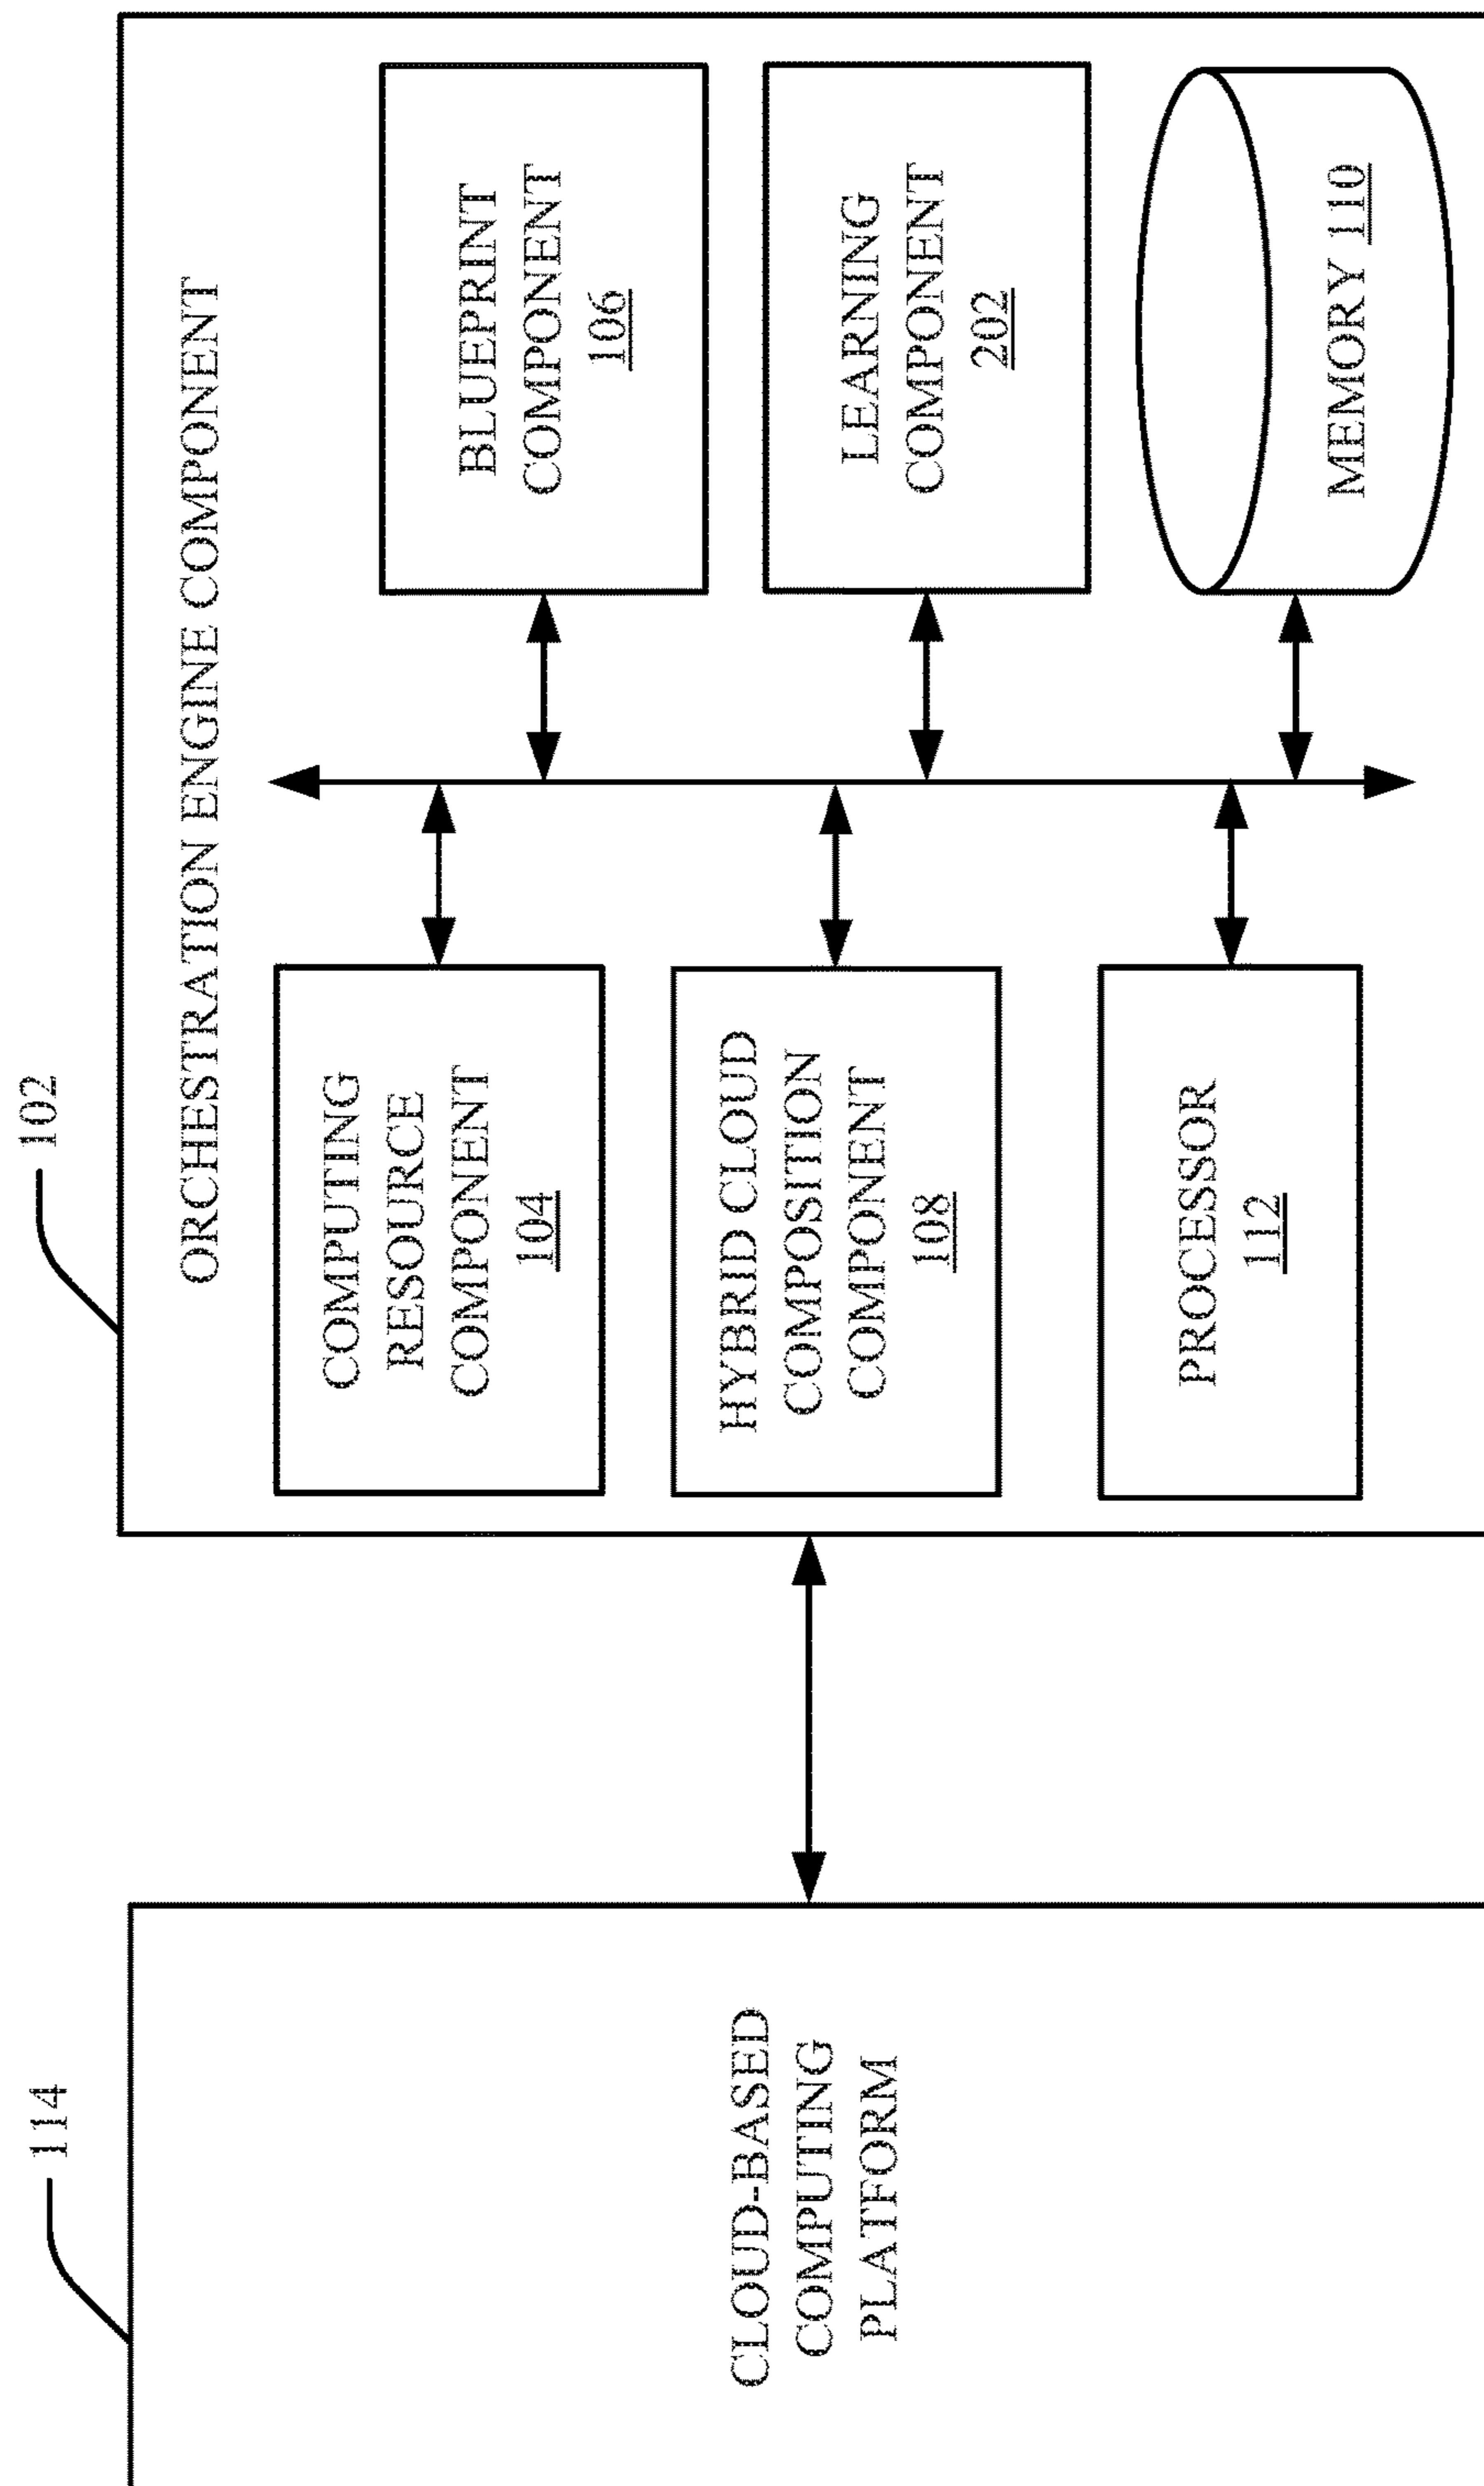 114
CLOUD-BASED
COMPUTING
PLATFORM
102
ORCHESTRATION ENGINE COMPONENT
COMPUTING
RESOURCE
COMPONENT
104
HYBRID CLOUD
COMPOSITION
COMPONENT
108
PROCESSOR
112
BLUEPRINT
COMPONENT
106
LEARNING
COMPONENT
202
MEMORY 110